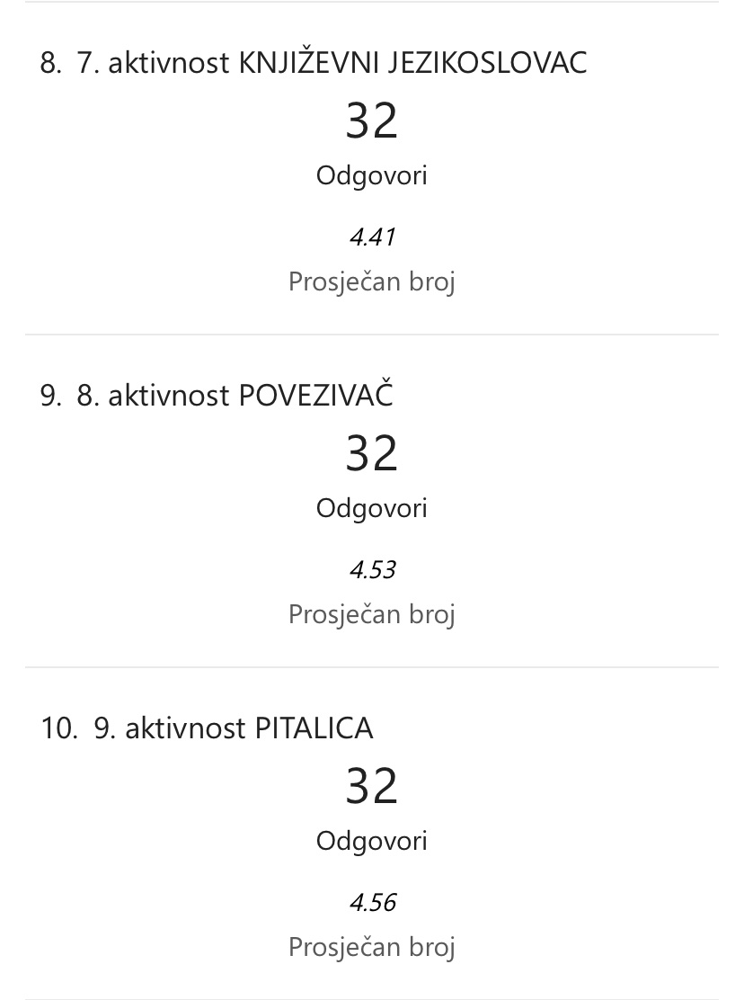 8. 7. aktivnost KNJIŽEVNI JEZIKOSLOVAC
32
Odgovori
4.41
Prosječan broj
9. 8. aktivnost POVEZIVAČ
32
Odgovori
4.53
Prosječan broj
10. 9. aktivnost PITALICA
32
Odgovori
4.56
Prosječan broj